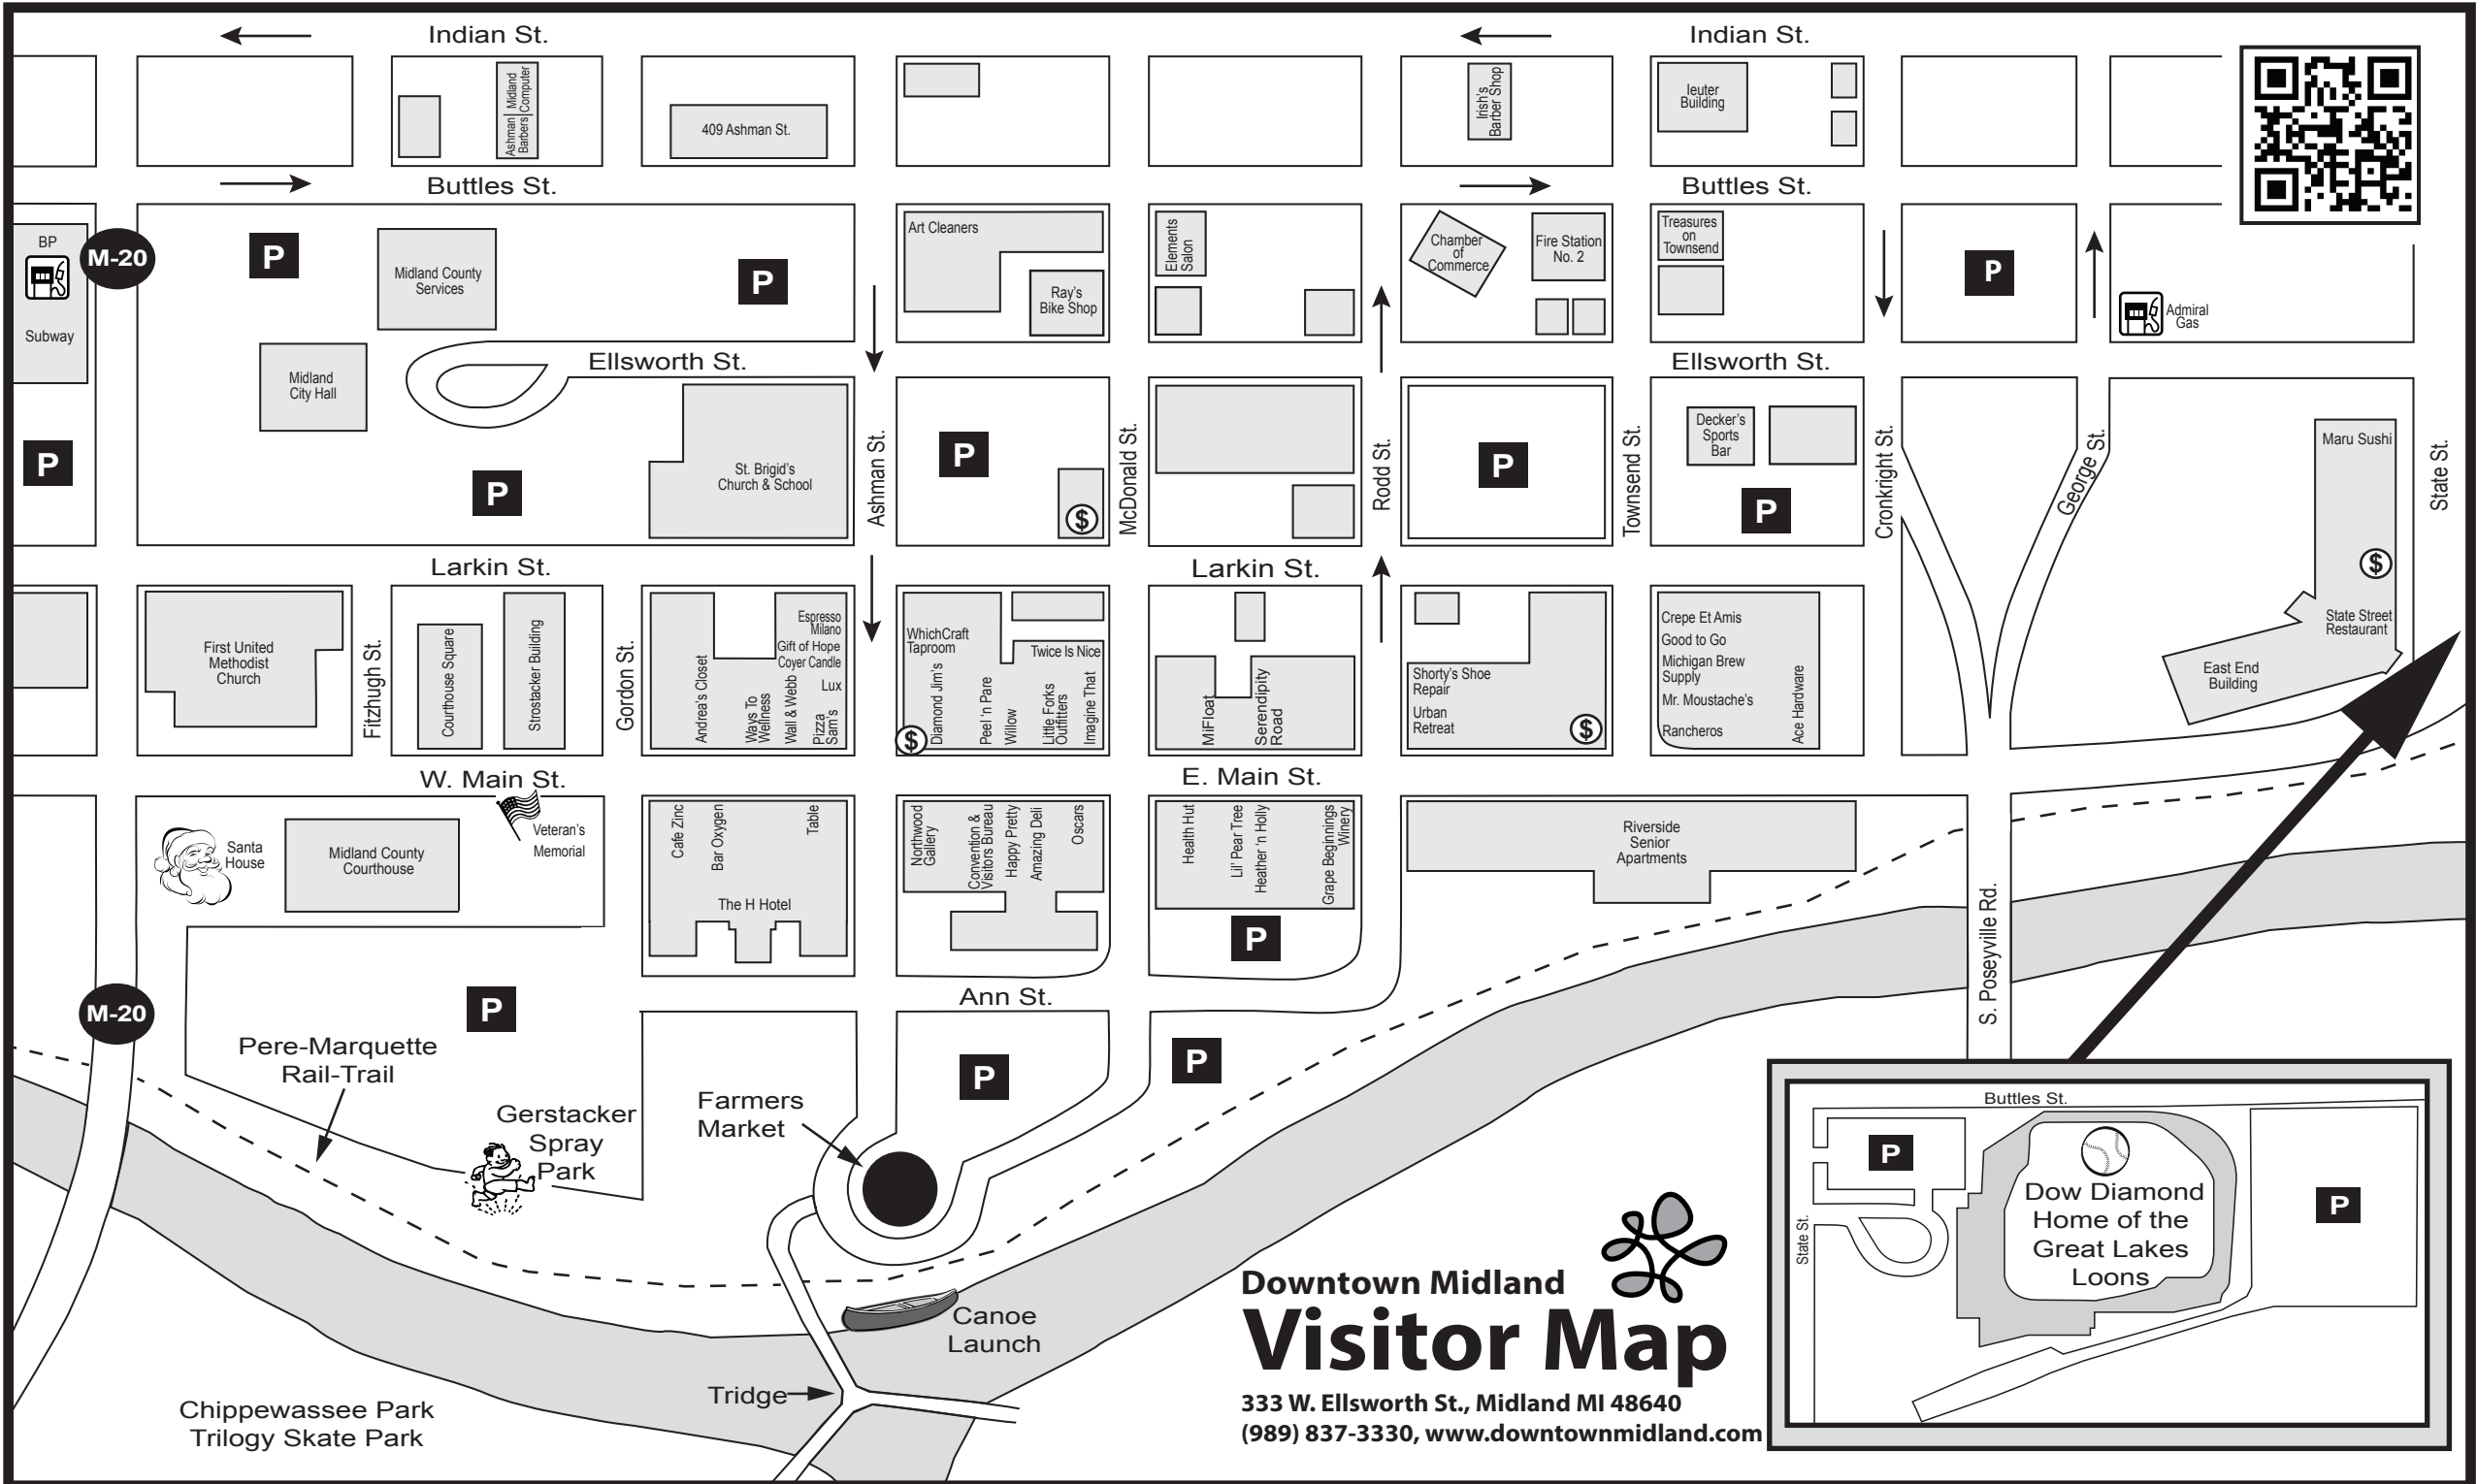 Indian St.
Indian St.
Ashman Barbers
Midland Computer
409 Ashman St.
Irish's
Barber Shop
Ieuter
Building
Buttles St.
Buttles St.
BP
M-20
Subway
P
P
Midland County
Services
P
Midland
City Hall
Ellsworth St.
P
St. Brigid's
Church & School
Art Cleaners
Ray's
Bike Shop
Elements
Salon
Chamber
of
Commerce
Fire Station
No. 2
Treasures
on
Townsend
P
Admiral
Gas
Ellsworth St.
Ashman St.
P
$
McDonald St.
Rodd St.
P
Townsend St.
Decker's
Sports
Bar
P
Cronkright St.
George St.
Maru Sushi
$
State Street
Restaurant
East End
Building
State St.
Larkin St.
Larkin St.
First United
Methodist
Church
Fitzhugh St.
Courthouse Square
Strostacker Building
Gordon St.
Andrea's Closet
Ways To
Wellness
Wall & Webb
Pizza
Sam's
Espresso
Milano
Gift of Hope
Coyer Candle
Lux
WhichCraft
Taproom
$
Diamond Jim's
Peel 'n Pare
Willow
Little Forks
Outfitters
Imagine That
Twice Is Nice
MiFloat
Serendipity
Road
Shorty's Shoe
Repair
Urban
Retreat
$
Crepe Et Amis
Good to Go
Michigan Brew
Supply
Mr. Moustache's
Rancheros
Ace Hardware
W. Main St.
E. Main St.
Santa
House
Midland County
Courthouse
Veteran's
Memorial
Cafe Zinc
Bar Oxygen
Table
The H Hotel
Northwood
Gallery
Convention &
Visitors Bureau
Happy Pretty
Amazing Deli
Oscars
Health Hut
Lil' Pear Tree
Heather 'n Holly
Grape Beginnings
Winery
P
Riverside
Senior
Apartments
S. Poseyville Rd.
M-20
P
Ann St.
P
P
Pere-Marquette
Rail-Trail
Gerstacker
Spray
Park
Farmers
Market
Canoe
Launch
Tridge
Chippewassee Park
Trilogy Skate Park
Downtown Midland
Visitor Map
333 W. Ellsworth St., Midland MI 48640
(989) 837-3330, www.downtownmidland.com
Buttles St.
P
State St.
Dow Diamond
Home of the
Great Lakes
Loons
P